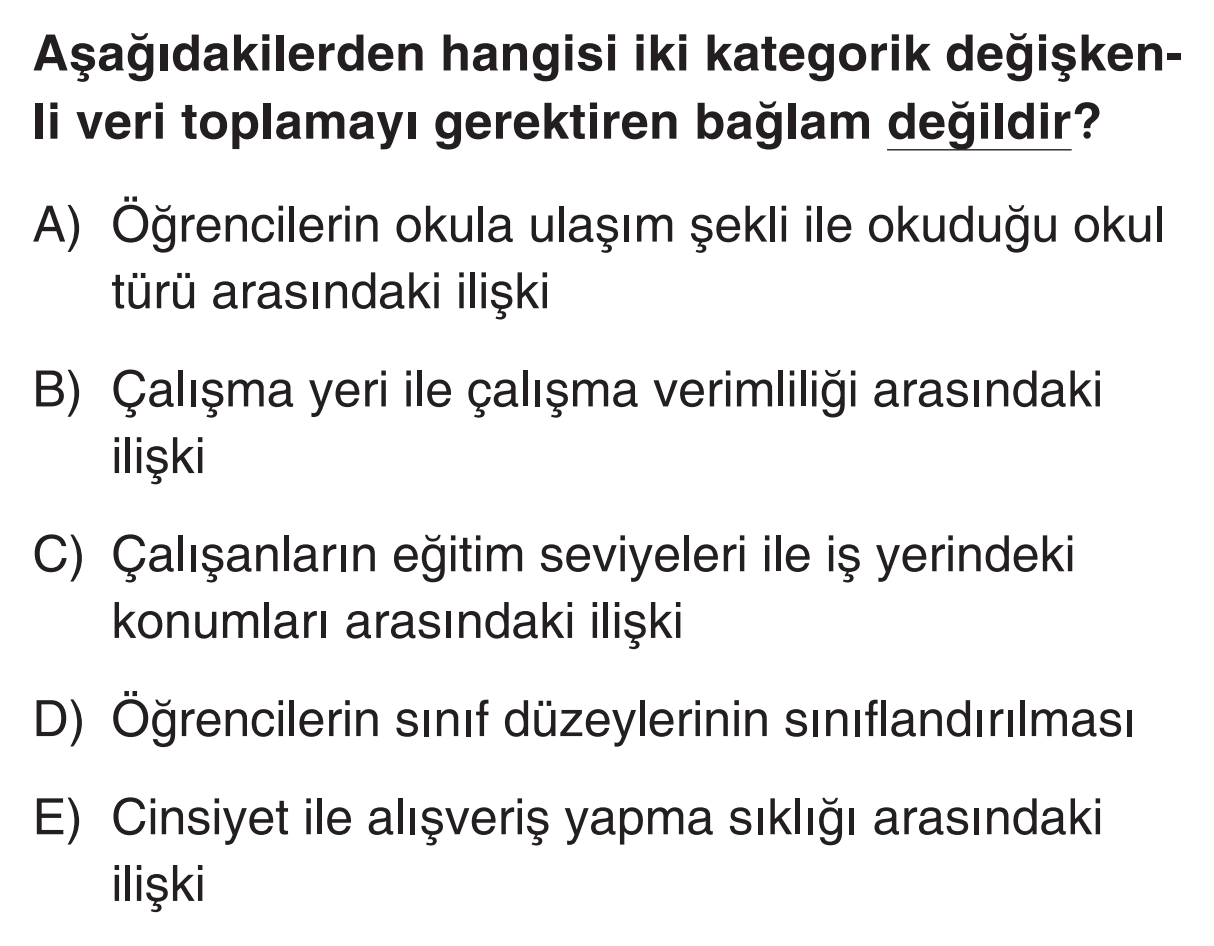 Aşağıdakilerden hangisi iki kategorik değişken-
li veri toplamayı gerektiren bağlam değildir?
A) Öğrencilerin okula ulaşım şekli ile okuduğu okul
türü arasındaki ilişki
B) Çalışma yeri ile çalışma verimliliği arasındaki
ilişki
C) Çalışanların eğitim seviyeleri ile iş yerindeki
konumları arasındaki ilişki
D) Öğrencilerin sınıf düzeylerinin sınıflandırılması
E) Cinsiyet ile alışveriş yapma sıklığı arasındaki
ilişki